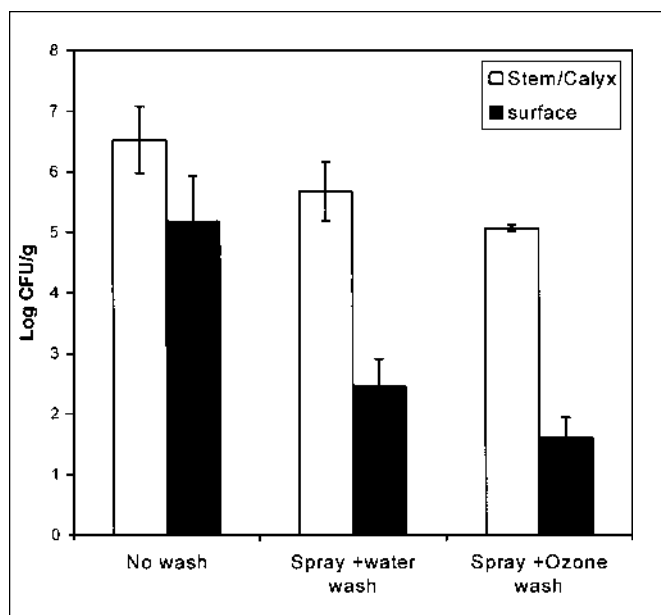 8
7
6
5
4
3
2
1
0
Log CFU/g
Stem/Calyx
surface
No wash
Spray +water
wash
Spray +Ozone
wash